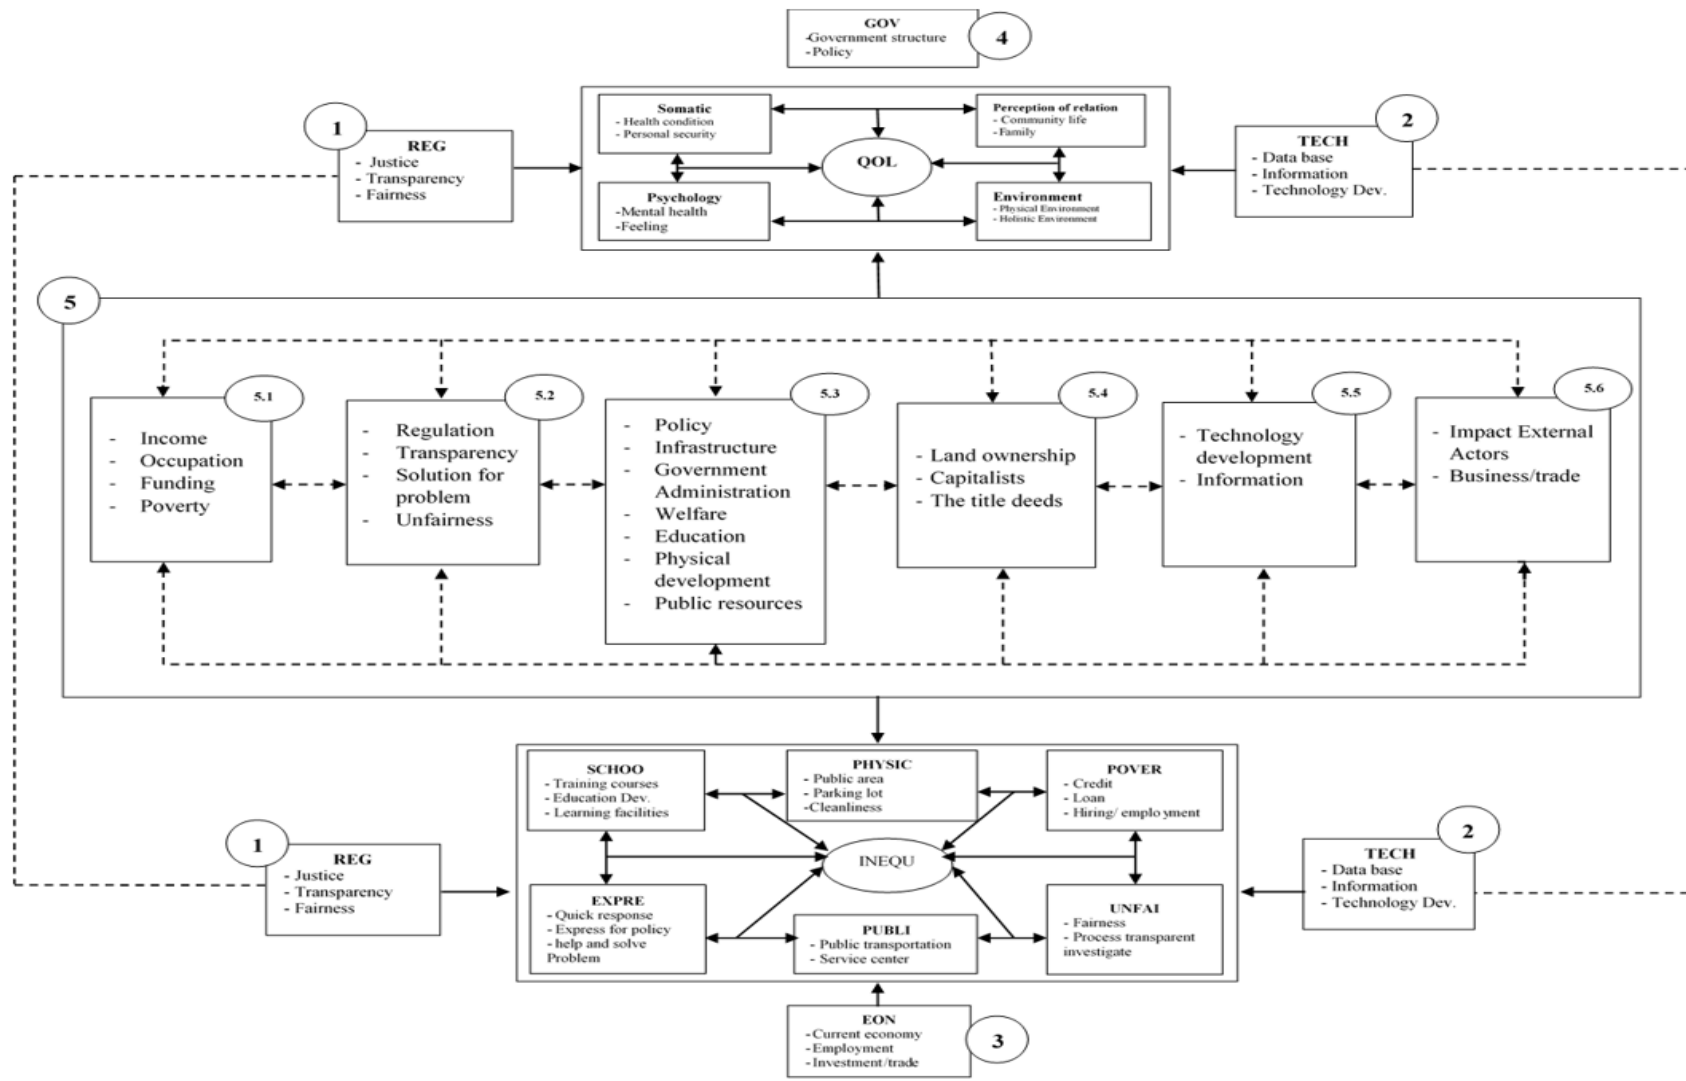 GOV
-Government structure
-Policy
4
1
REG
- Justice
- Transparency
- Fairness
Somatic
- Health condition
- Personal security
Perception of relation
- Community life
-Family
QOL
Psychology
-Mental health
-Feeling
Environment
- Physical Environment
- Holistic Environment
2
TECH
- Data base
- Information
- Technology Dev.
5
5.1
- Income
- Occupation
- Funding
- Poverty
5.2
- Regulation
- Transparency
- Solution for
problem
- Unfairness
5.3
- Policy
- Infrastructure
- Government
Administration
- Welfare
- Education
- Physical
development
- Public resources
5.4
- Land ownership
- Capitalists
- The title deeds
5.5
- Technology
development
- Information
5.6
- Impact External
Actors
- Business/trade
1
REG
- Justice
- Transparency
- Fairness
SCHOO
- Training courses
- Education Dev.
- Learning facilities
PHYSIC
- Public area
- Parking lot
-Cleanliness
POVER
- Credit
- Loan
- Hiring/ employment
INEQU
EXPRE
- Quick response
- Express for policy
- help and solve
Problem
PUBLI
- Public transportation
- Service center
UNFAI
- Fairness
- Process transparent
investigate
2
TECH
- Data base
- Information
- Technology Dev.
EON
- Current economy
-Employment
- Investment/trade
3